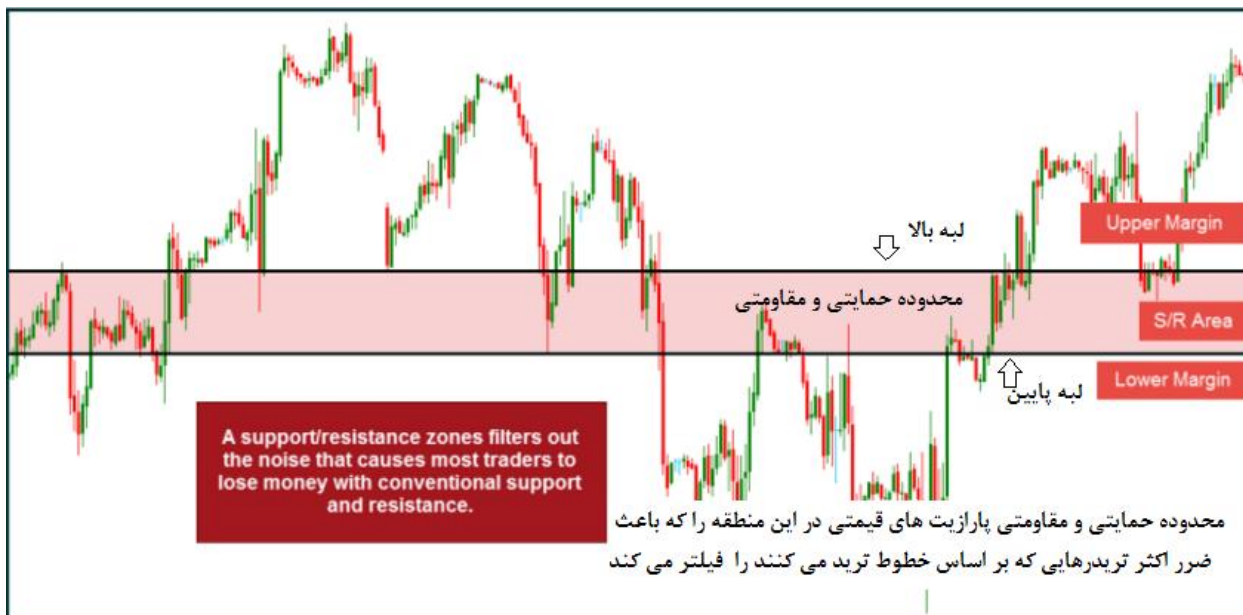 لبه بالا
Upper Margin
محدوده حمایتی و مقاومتی
S/R Area
Lower Margin
لبه پایین
A support/resistance zones filters out
the noise that causes most traders to
lose money with conventional support
and resistance.
محدوده حمایتی و مقاومتی پارازیت های قیمتی در این منطقه را که باعث
ضرر اکثر تریدرهایی که بر اساس خطوط ترید می کنند را فیلتر می کند